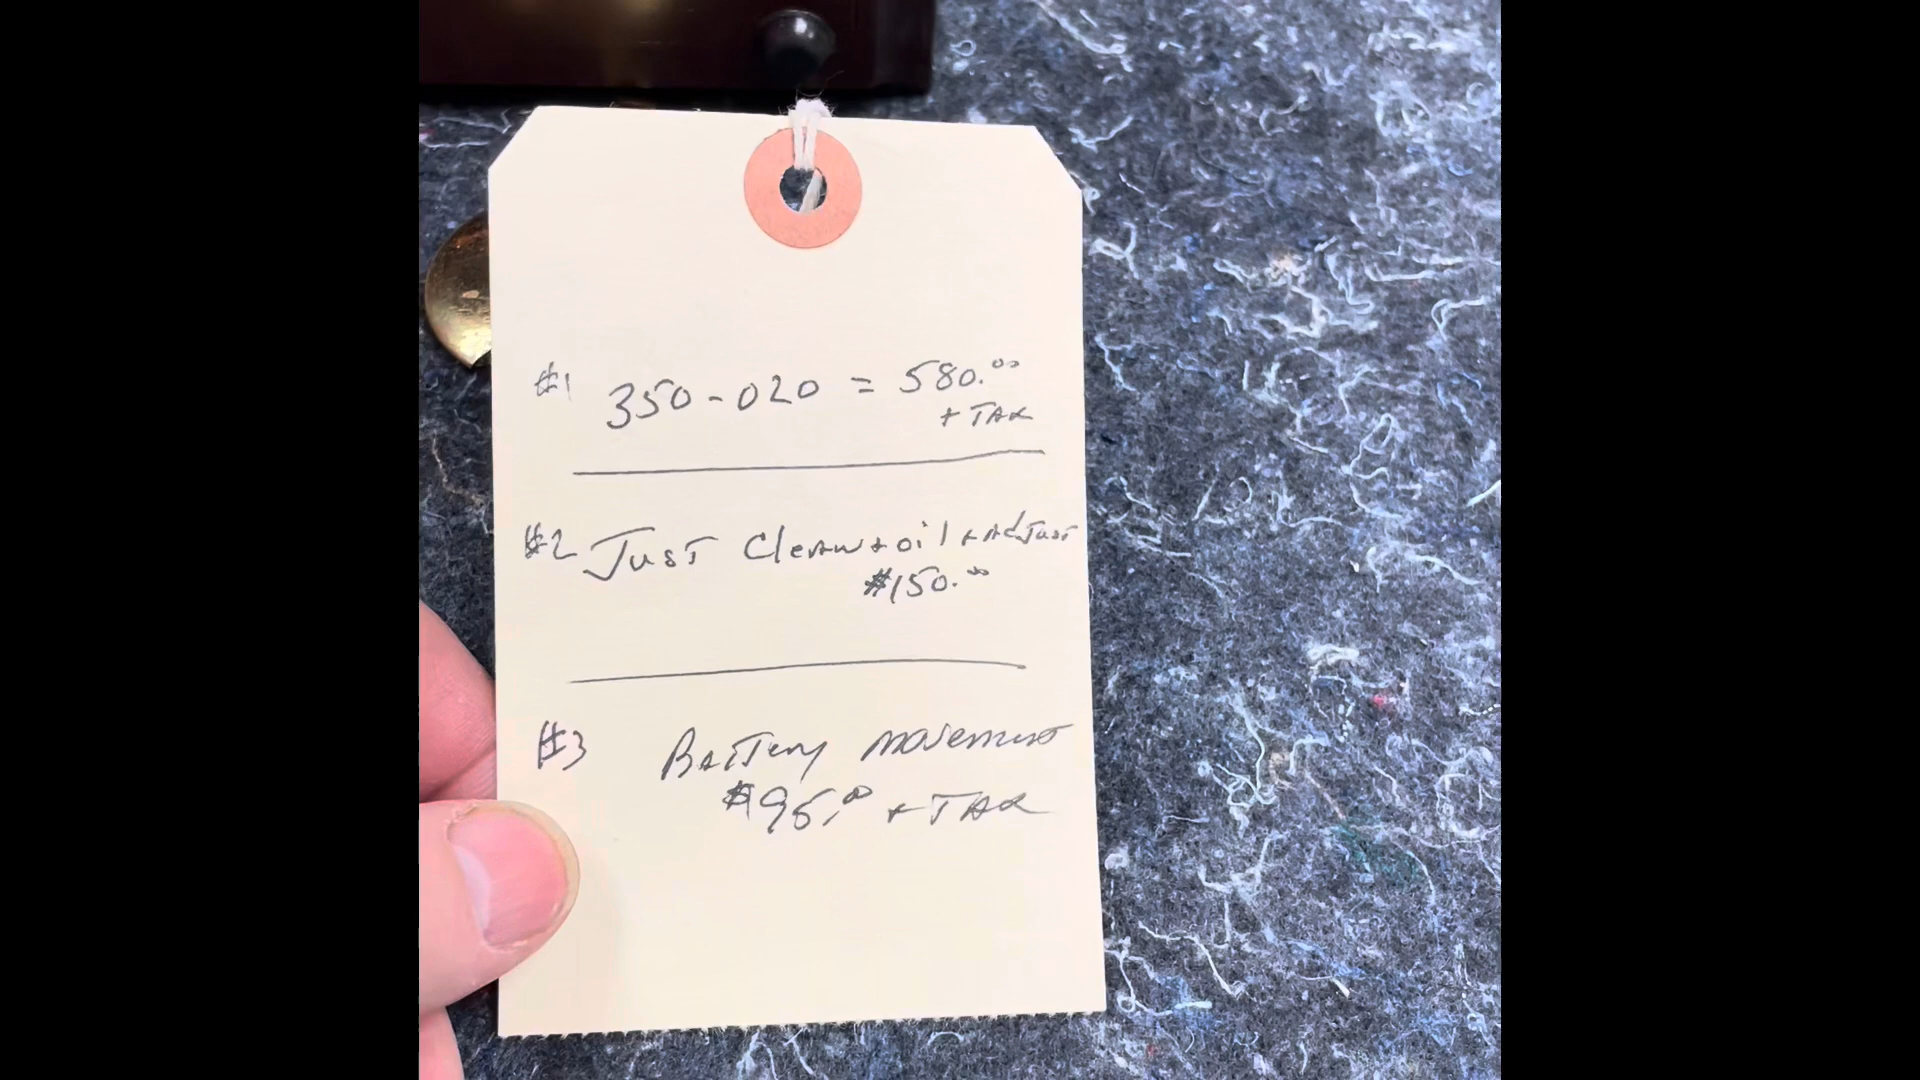 #1 350-020 = 580.00
+ TAX
#2 Just Clean + oil + Adjust
$150.00
#3 Battery movement
$95.00 + TAX